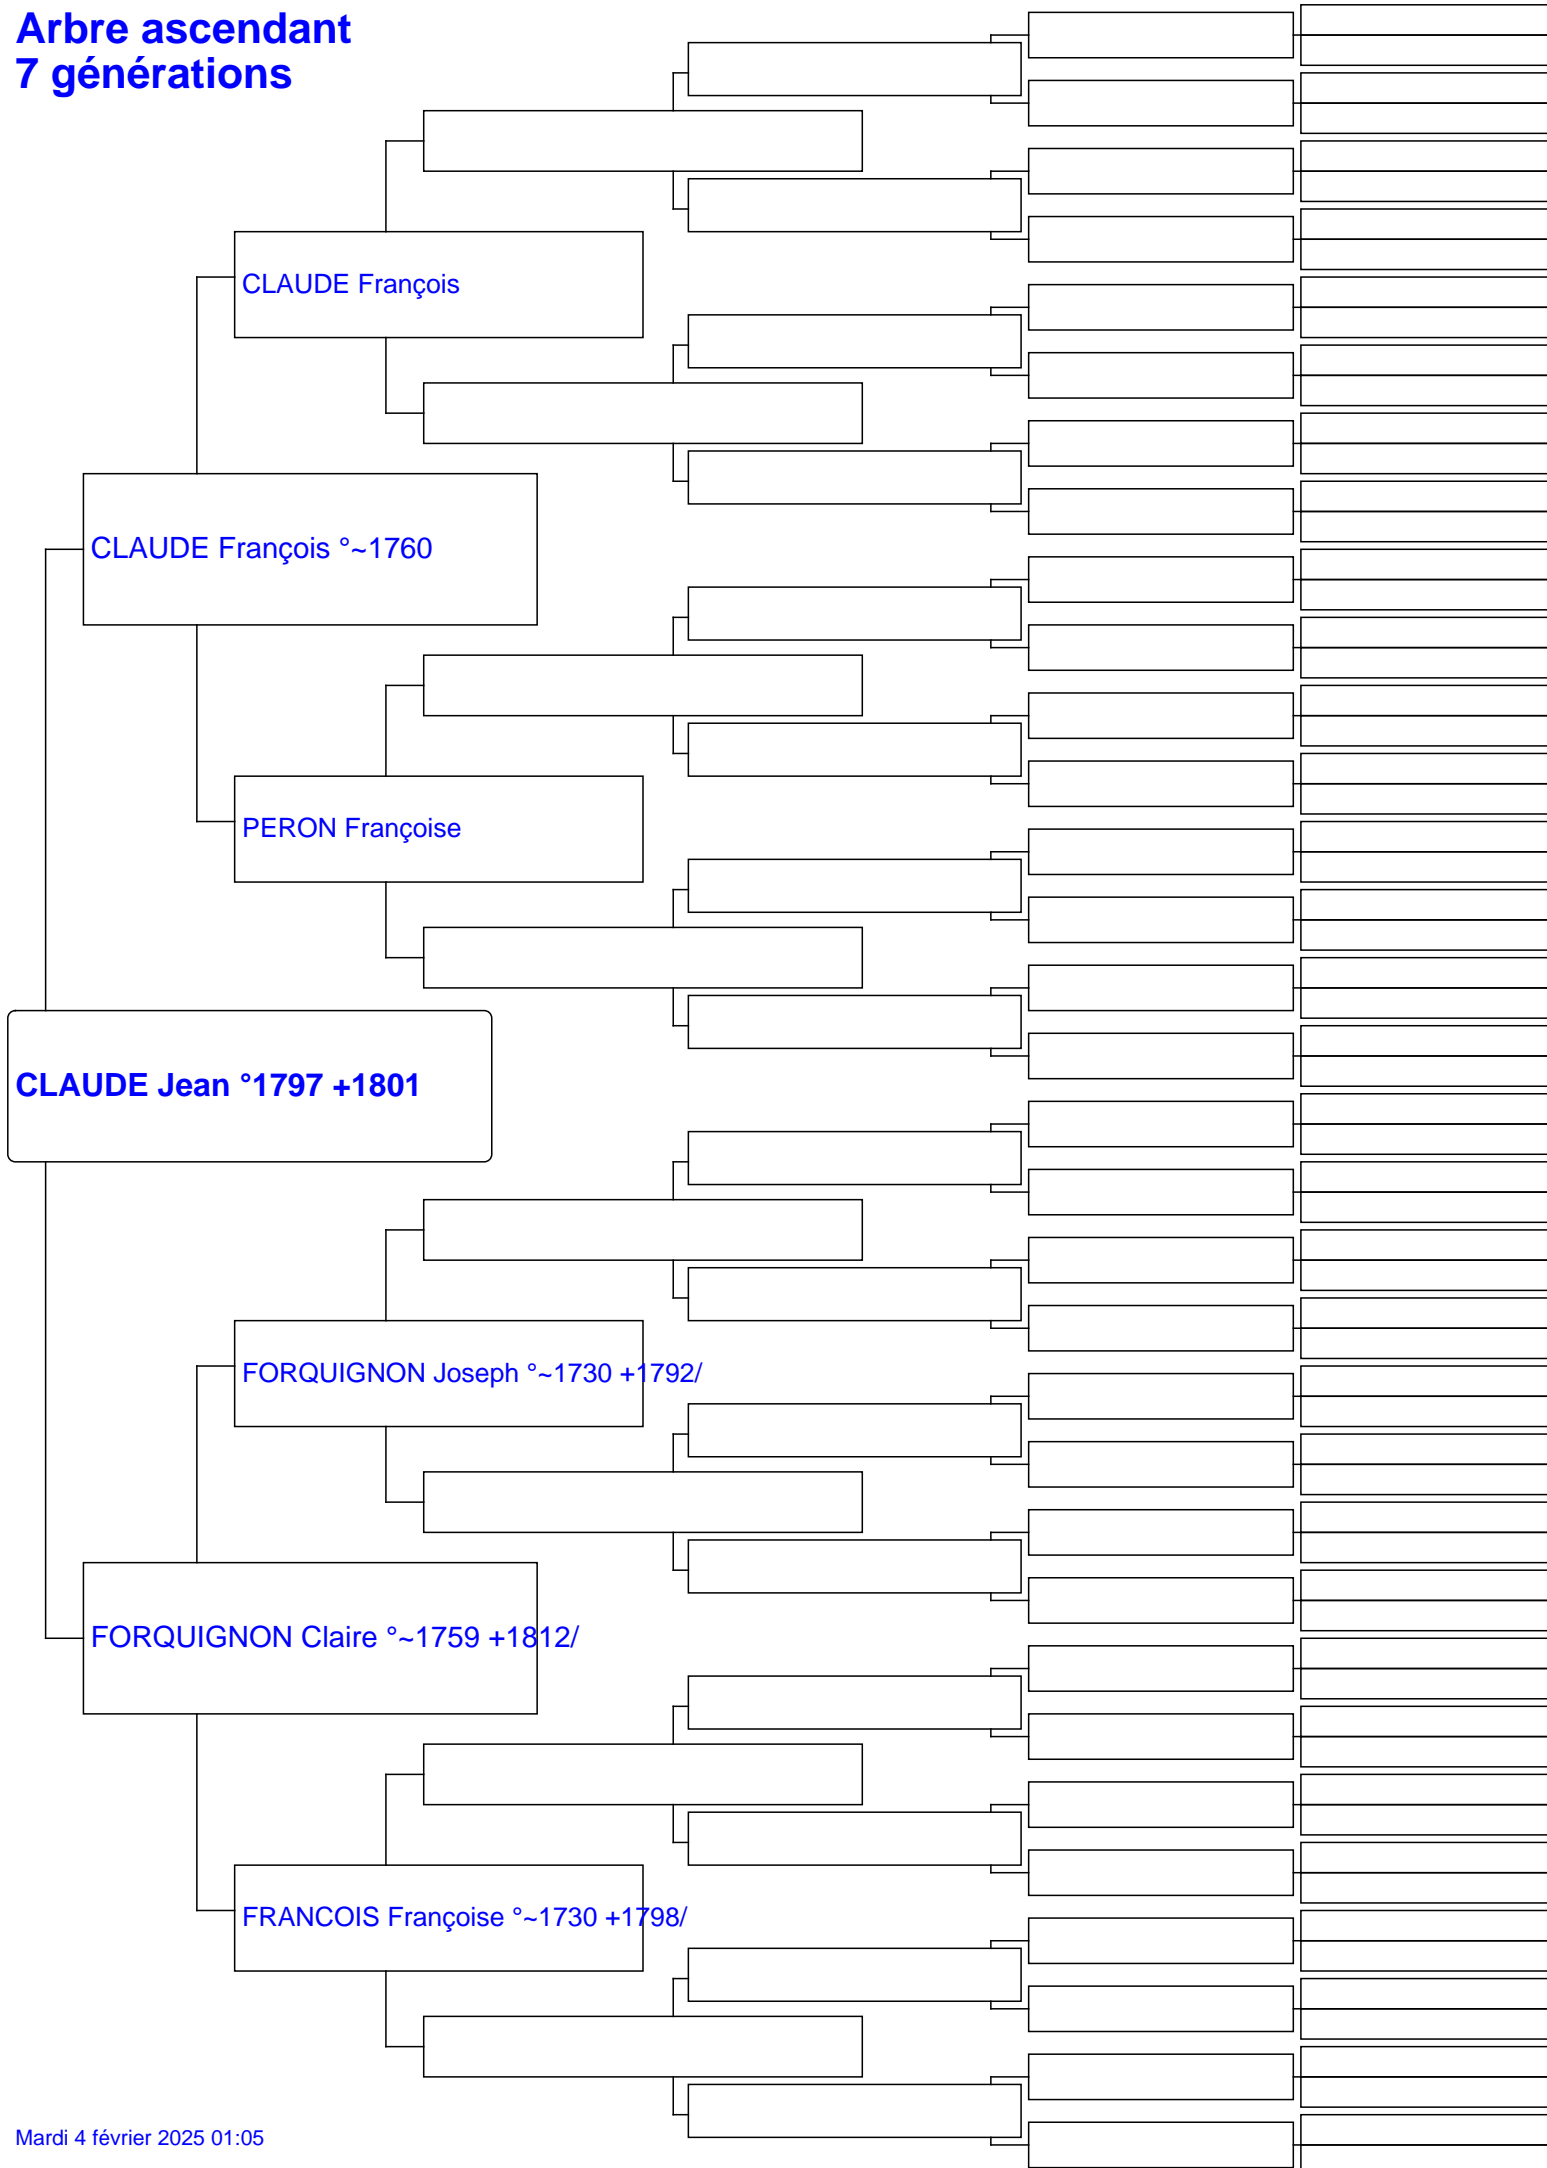 Arbre ascendant
7 générations
CLAUDE François
CLAUDE François °~1760
PERON Françoise
CLAUDE Jean °1797 +1801
FORQUIGNON Joseph °~1730 +1792/
FORQUIGNON Claire °~1759 +1812/
FRANCOIS Françoise °~1730 +1798/
Mardi 4 février 2025 01:05